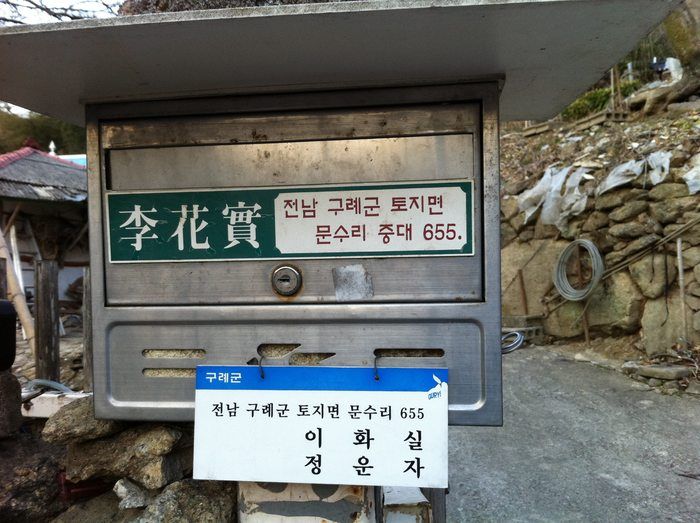 李花實
전남 구례군 토지면
문수리 중대 655.
구례군
전남 구례군 토지면 문수리 655
이 화 실
정 운 자